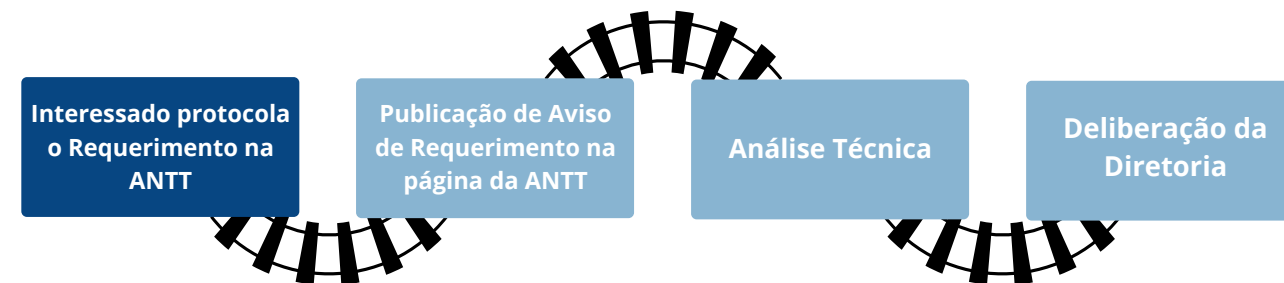 Interessado protocola
o Requerimento na
ANTT
Publicação de Aviso
de Requerimento na
página da ANTT
Análise Técnica
Deliberação da
Diretoria